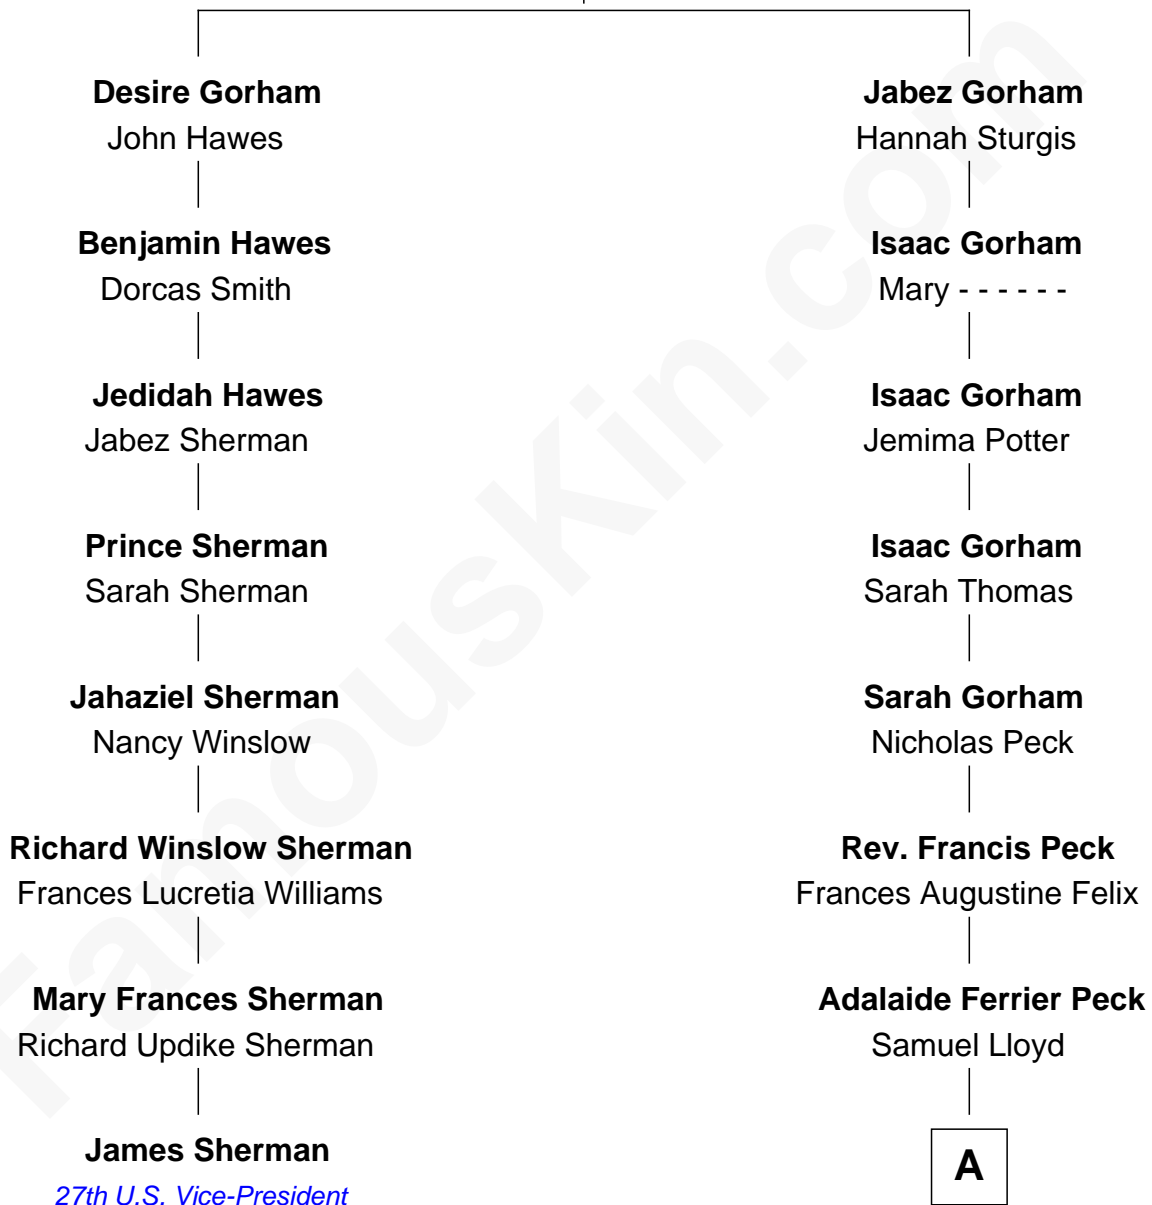 Desire Gorham
John Hawes
Benjamin Hawes
Dorcas Smith
Jedidah Hawes
Jabez Sherman
Prince Sherman
Sarah Sherman
Jahaziel Sherman
Nancy Winslow
Richard Winslow Sherman
Frances Lucretia Williams
Mary Frances Sherman
Richard Updike Sherman
James Sherman
27th U.S. Vice-President
Jabez Gorham
Hannah Sturgis
Isaac Gorham
Mary - - - - - -
Isaac Gorham
Jemima Potter
Isaac Gorham
Sarah Thomas
Sarah Gorham
Nicholas Peck
Rev. Francis Peck
Frances Augustine Felix
Adalaide Ferrier Peck
Samuel Lloyd
A
FamousKin.com